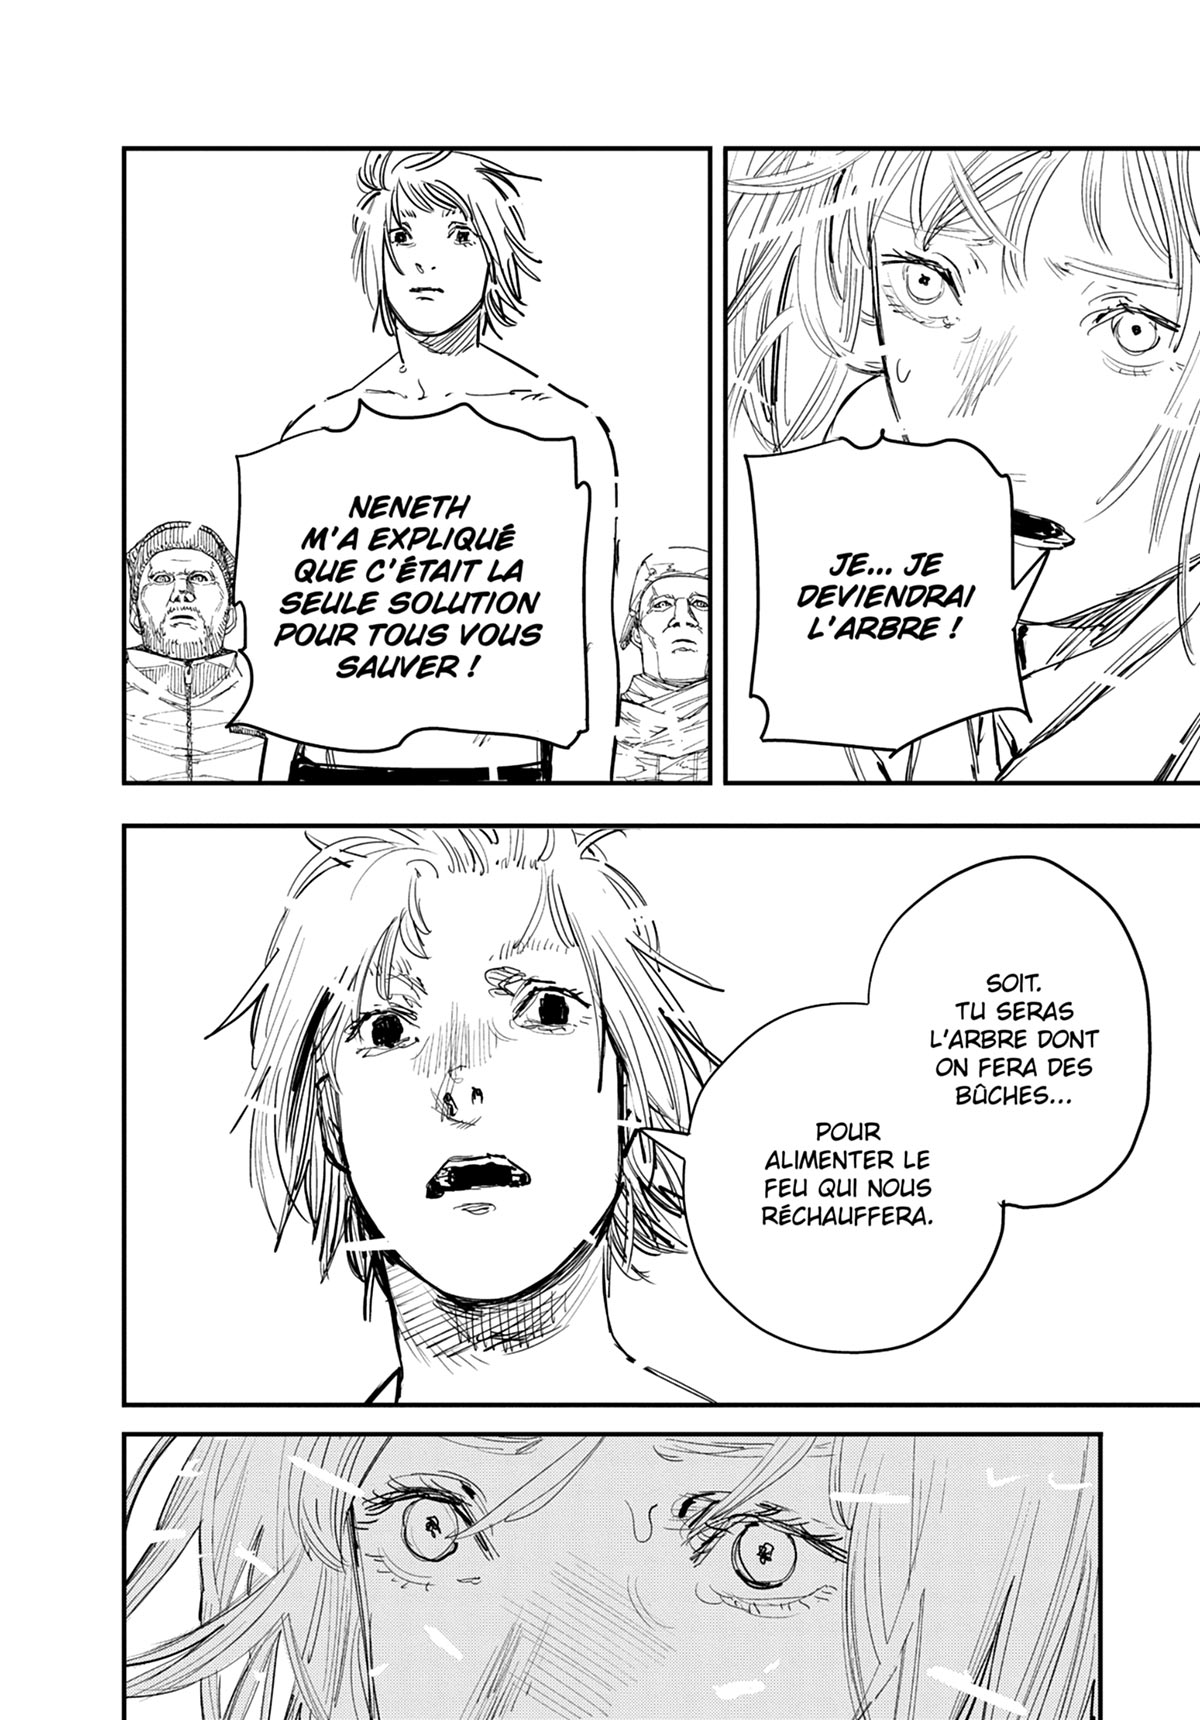 JE... JE
DEVIENDRAI
L'ARBRE !
NENETH
M'A EXPLIQUÉ
QUE C'ÉTAIT LA
SEULE SOLUTION
POUR TOUS VOUS
SAUVER !
SOIT.
TU SERAS
L'ARBRE DONT
ON FERA DES
BÛCHES...
POUR
ALIMENTER LE
FEU QUI NOUS
RÉCHAUFFERA.